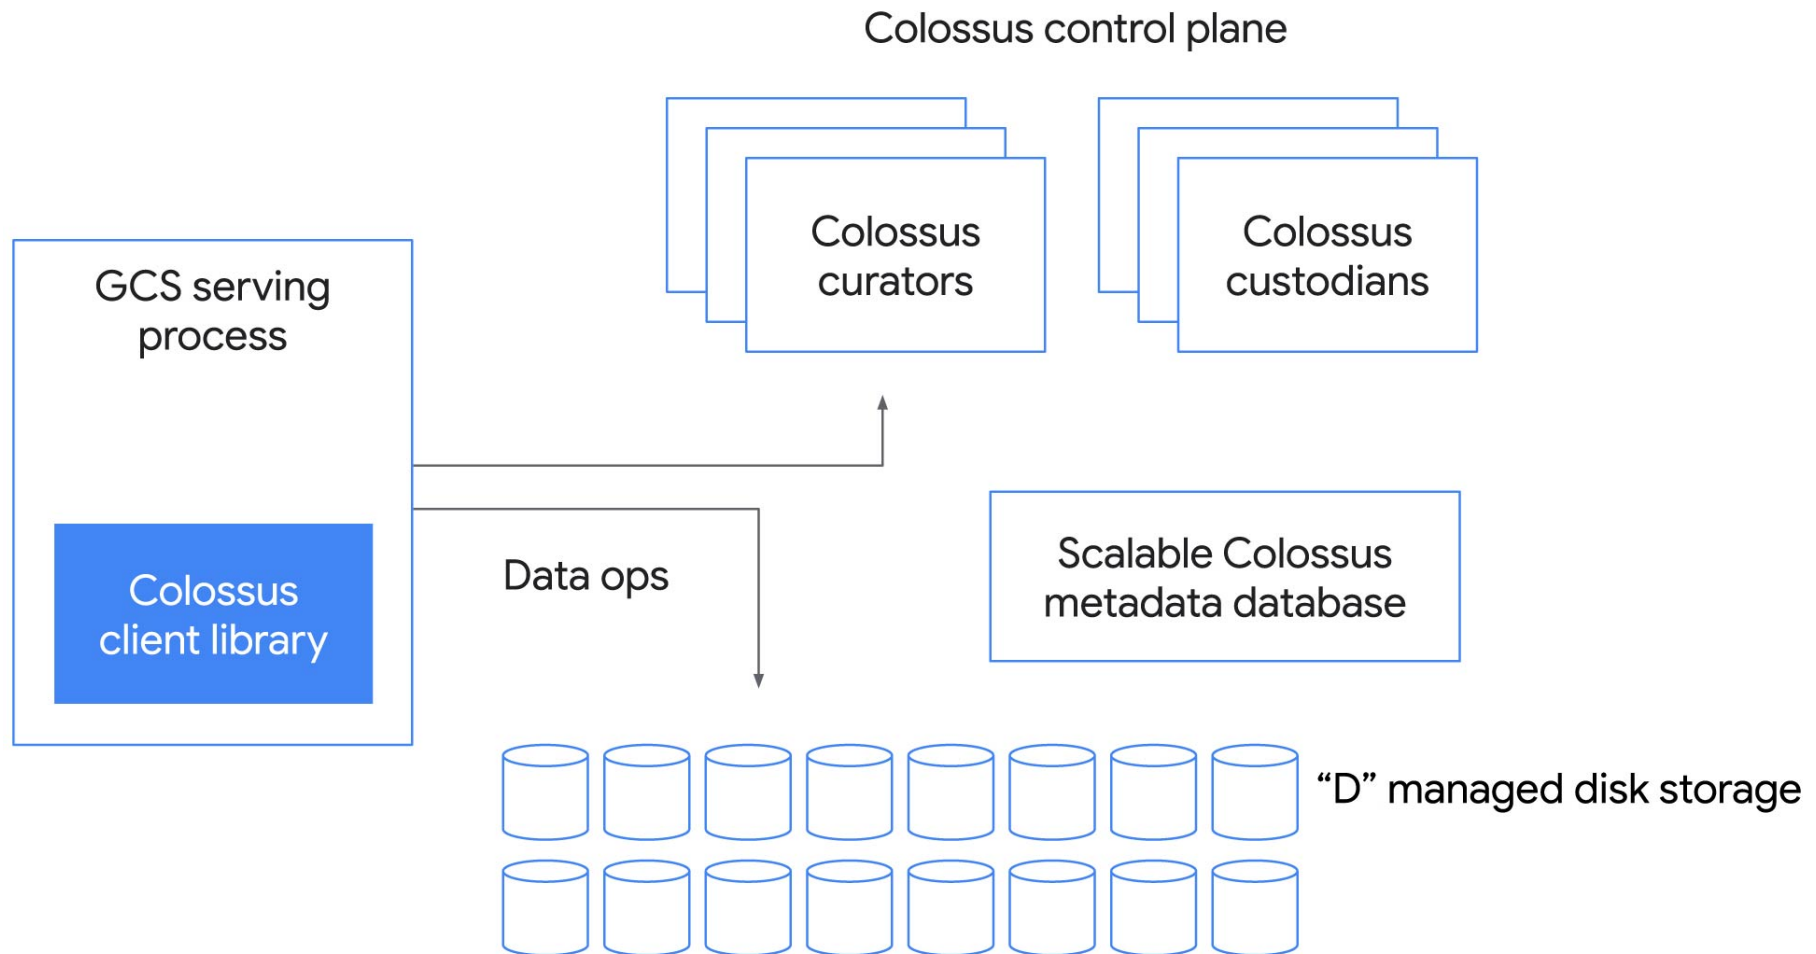 Colossus control plane
Colossus
curators
Colossus
custodians
GCS serving
process
Colossus
client library
Data ops
Scalable Colossus
metadata database
“D” managed disk storage